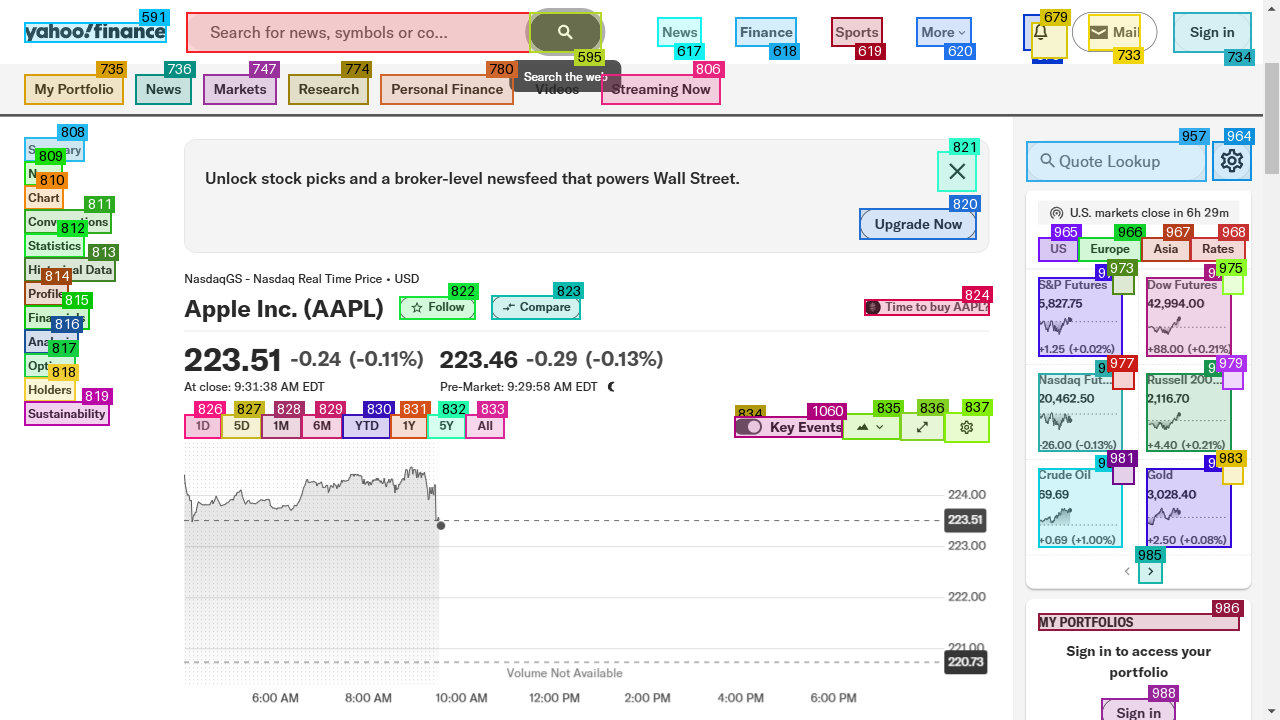 yahoo!finance
Search for news, symbols or co...
News
Finance
Sports
More
Mail
Sign in
591
595
617
618
619
620
679
733
734
735
736
747
774
780
806
My Portfolio
News
Markets
Research
Personal Finance
Videos
Streaming Now
Search the web
808
809
810
Chart
811
812
Statistics
813
Historical Data
814
Profile
815
816
817
818
Holders
819
Sustainability
Unlock stock picks and a broker-level newsfeed that powers Wall Street.
821
820
Upgrade Now
NasdaqGS - Nasdaq Real Time Price • USD
Apple Inc. (AAPL)
822
Follow
823
Compare
824
Time to buy AAPL?
223.51 -0.24 (-0.11%)
At close: 9:31:38 AM EDT
223.46 -0.29 (-0.13%)
Pre-Market: 9:29:58 AM EDT
826
827
828
829
830
831
832
833
1D
5D
1M
6M
YTD
1Y
5Y
All
834
1060
Key Events
835
836
837
224.00
223.51
223.00
222.00
221.00
220.73
Volume Not Available
6:00 AM
8:00 AM
10:00 AM
12:00 PM
2:00 PM
4:00 PM
6:00 PM
957
964
Quote Lookup
U.S. markets close in 6h 29m
965
966
967
968
US
Europe
Asia
Rates
973
S&P Futures
5,827.75
+1.25 (+0.02%)
975
Dow Futures
42,994.00
+88.00 (+0.21%)
977
Nasdaq Fut...
20,462.50
-26.00 (-0.13%)
979
Russell 200...
2,116.70
+4.40 (+0.21%)
981
Crude Oil
69.69
+0.69 (+1.00%)
983
Gold
3,028.40
+2.50 (+0.08%)
985
986
MY PORTFOLIOS
Sign in to access your
portfolio
988
Sign in